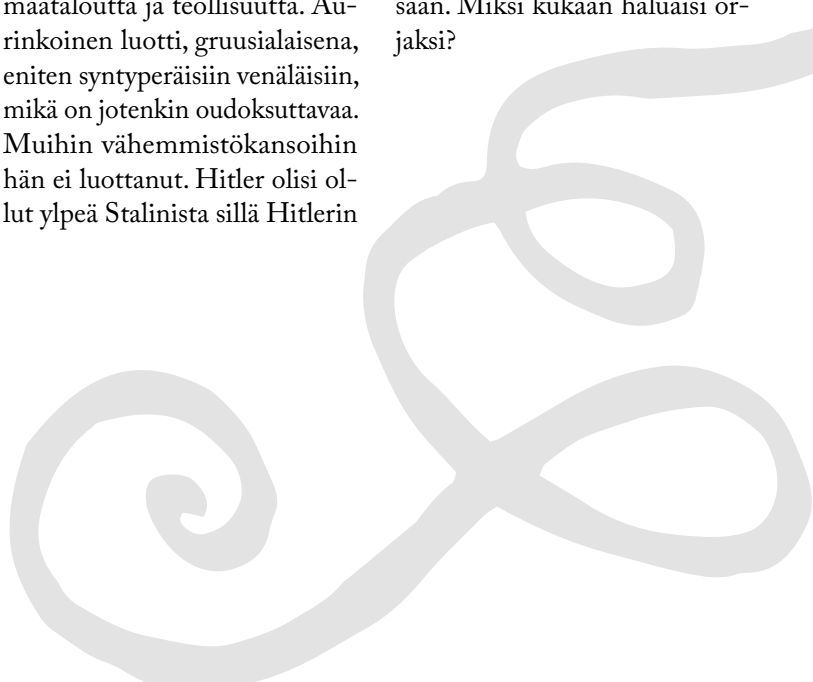 maataloutta ja teollisuutta. Au-
rinkoinen luotti, gruusialaisena,
eniten syntyperäisiin venäläisiin,
mikä on jotenkin oudoksuttavaa.
Muihin vähemmistökansoihin
hän ei luottanut. Hitler olisi ol-
lut ylpeä Stalinista sillä Hitlerin
saan. Miksi kukaan haluaisi or-
jaksi?